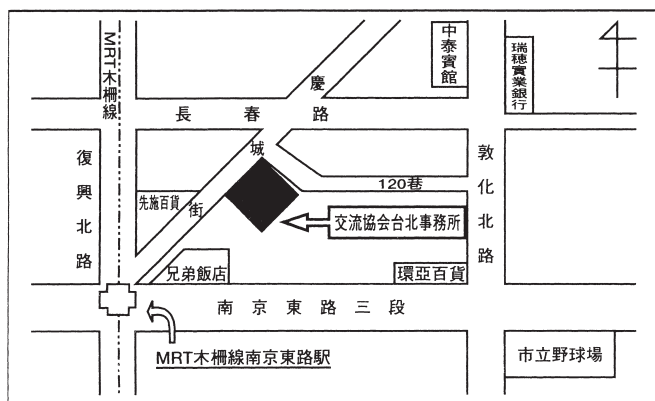 MRT木柵線
中泰賓館
瑞穂實業銀行
慶城街
長春路
復興北路
敦化北路
120巷
先施百貨
交流協会台北事務所
兄弟飯店
環亞百貨
南京東路三段
MRT木柵線南京東路駅
市立野球場